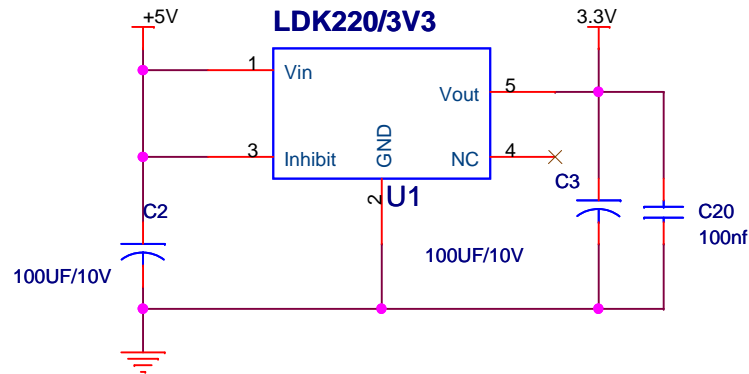 +5V
LDK220/3V3
3.3V
1
Vin
Vout
5
3
Inhibit
GND
NC
4
2
U1
C2
C3
C20
100nf
100UF/10V
100UF/10V